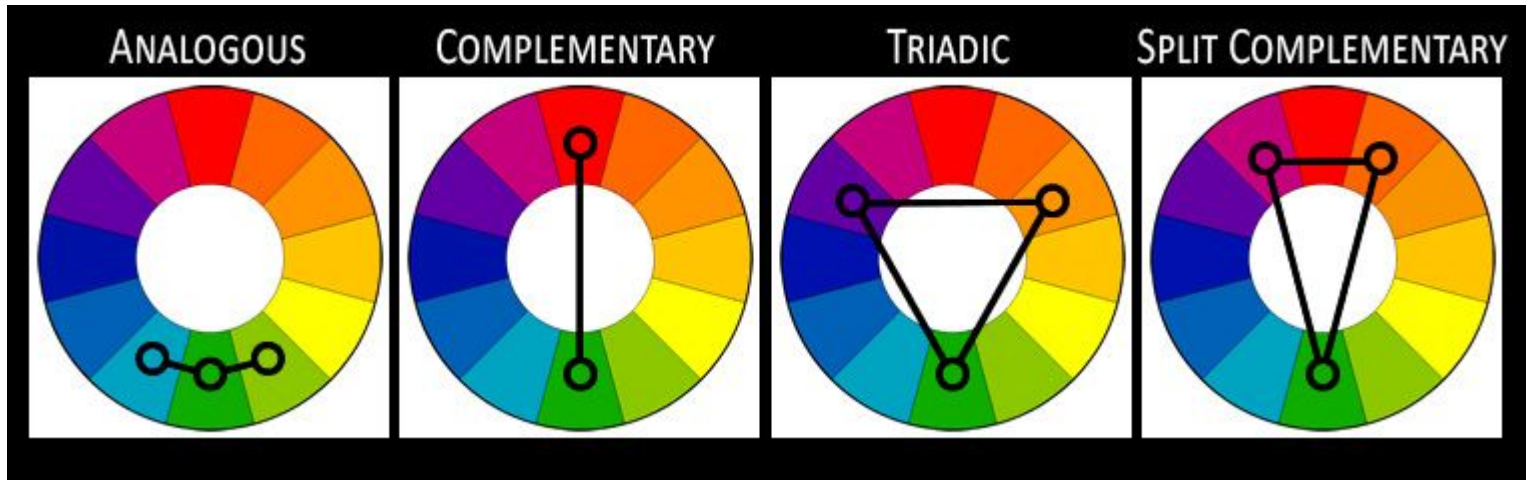 ANALOGOUS
COMPLEMENTARY
TRIADIC
SPLIT COMPLEMENTARY